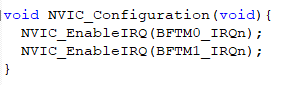 void NVIC_Configuration(void){
  NVIC_EnableIRQ(BFTM0_IRQn);
  NVIC_EnableIRQ(BFTM1_IRQn);
}